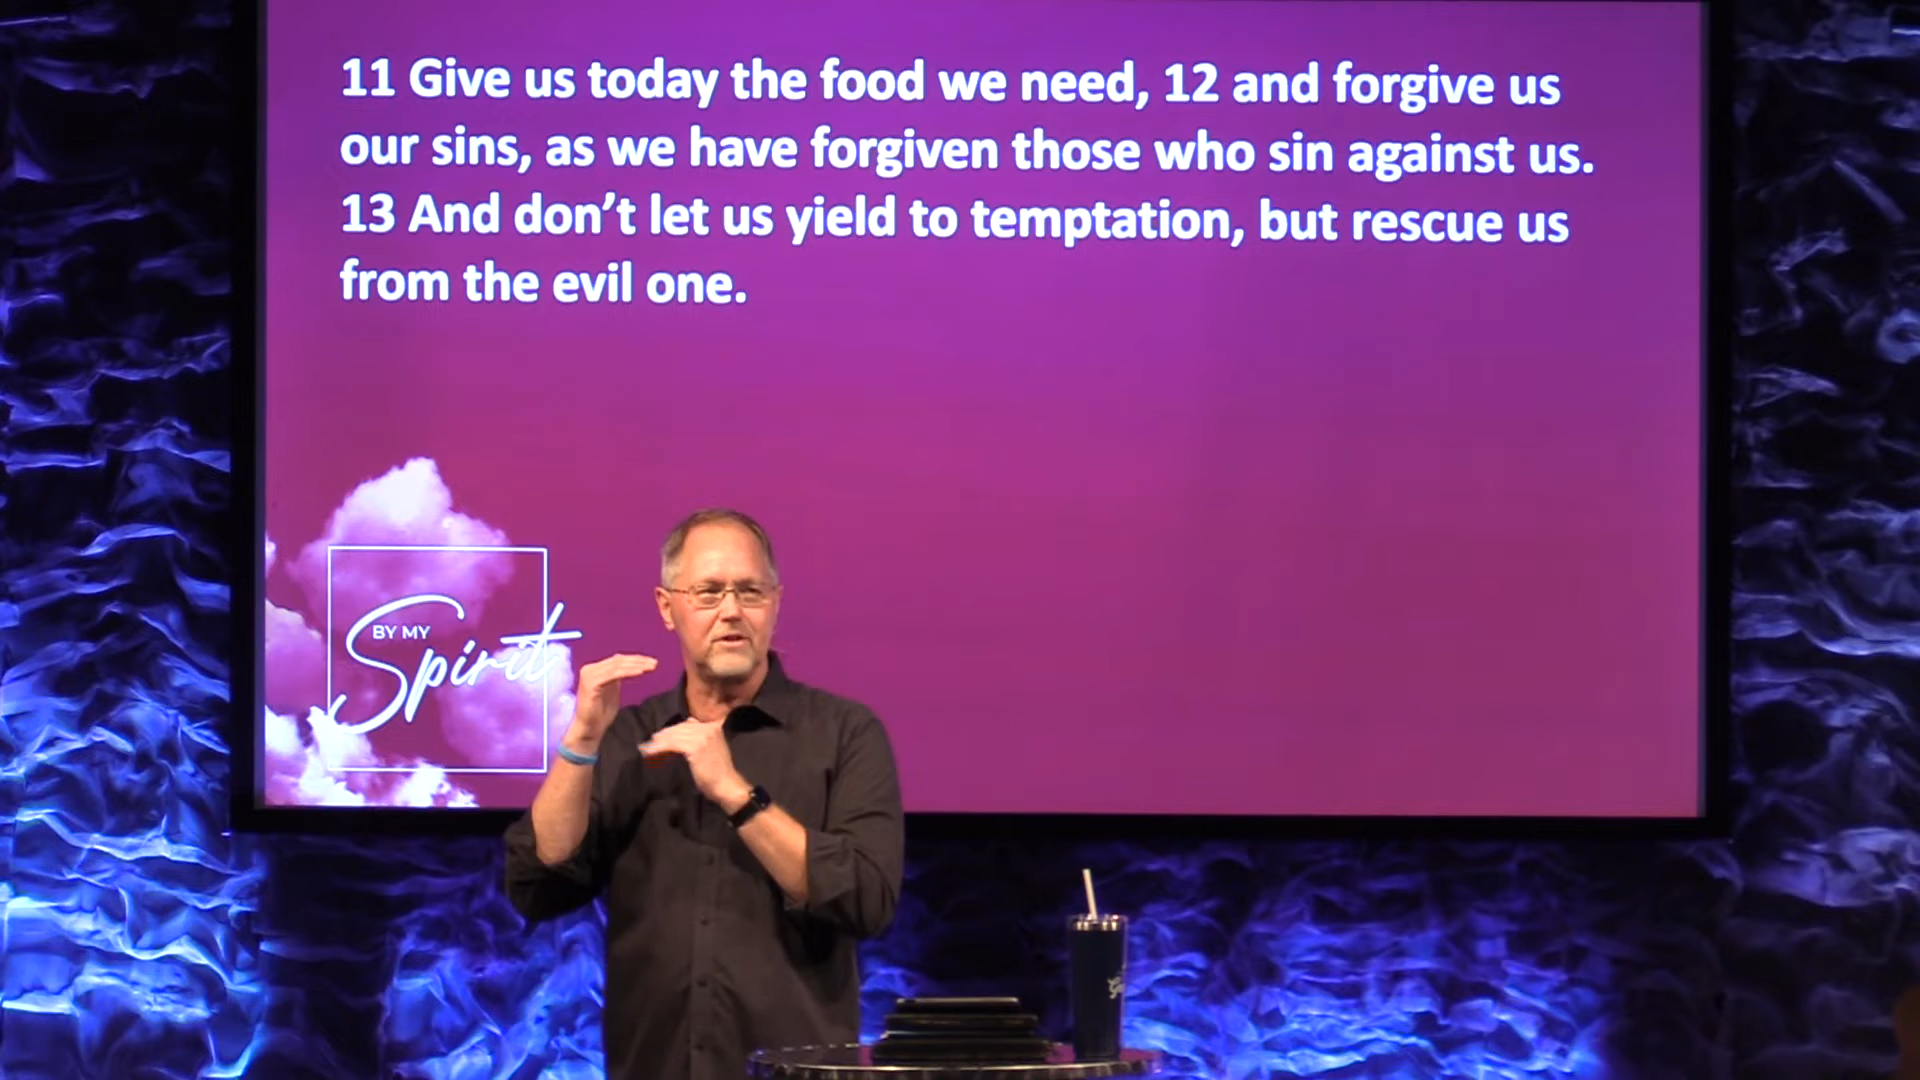 11 Give us today the food we need, 12 and forgive us
our sins, as we have forgiven those who sin against us.
13 And don’t let us yield to temptation, but rescue us
from the evil one.
BY MY
Spirit